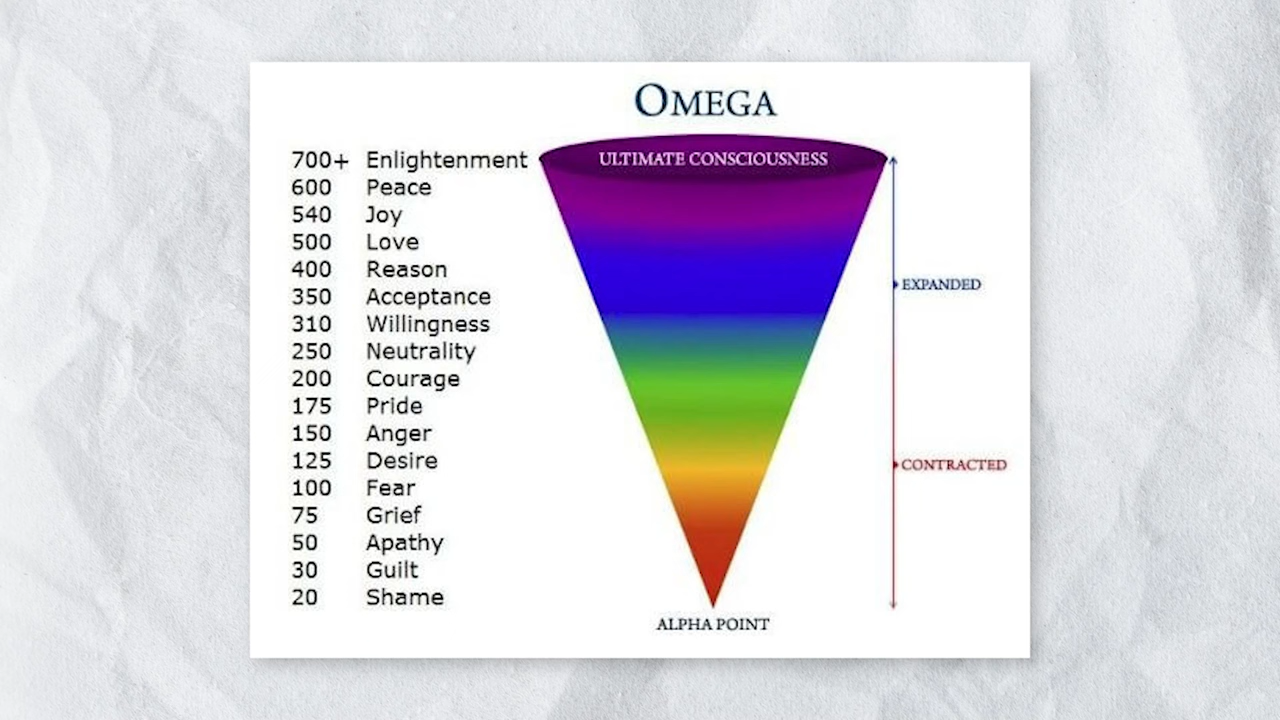 OMEGA
700+ Enlightenment
ULTIMATE CONSCIOUSNESS
600 Peace
540 Joy
500 Love
400 Reason
EXPANDED
350 Acceptance
310 Willingness
250 Neutrality
200 Courage
175 Pride
150 Anger
125 Desire
CONTRACTED
100 Fear
75 Grief
50 Apathy
30 Guilt
20 Shame
ALPHA POINT